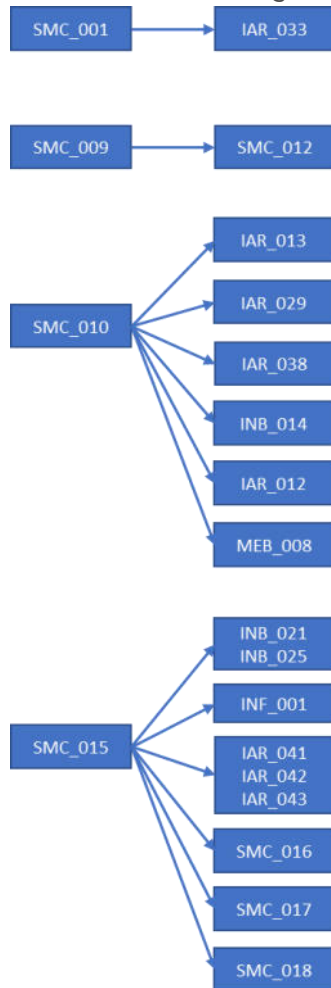 SMC_001
IAR_033
SMC_009
SMC_012
SMC_010
IAR_013
IAR_029
IAR_038
INB_014
IAR_012
MEB_008
SMC_015
INB_021
INB_025
INF_001
IAR_041
IAR_042
IAR_043
SMC_016
SMC_017
SMC_018